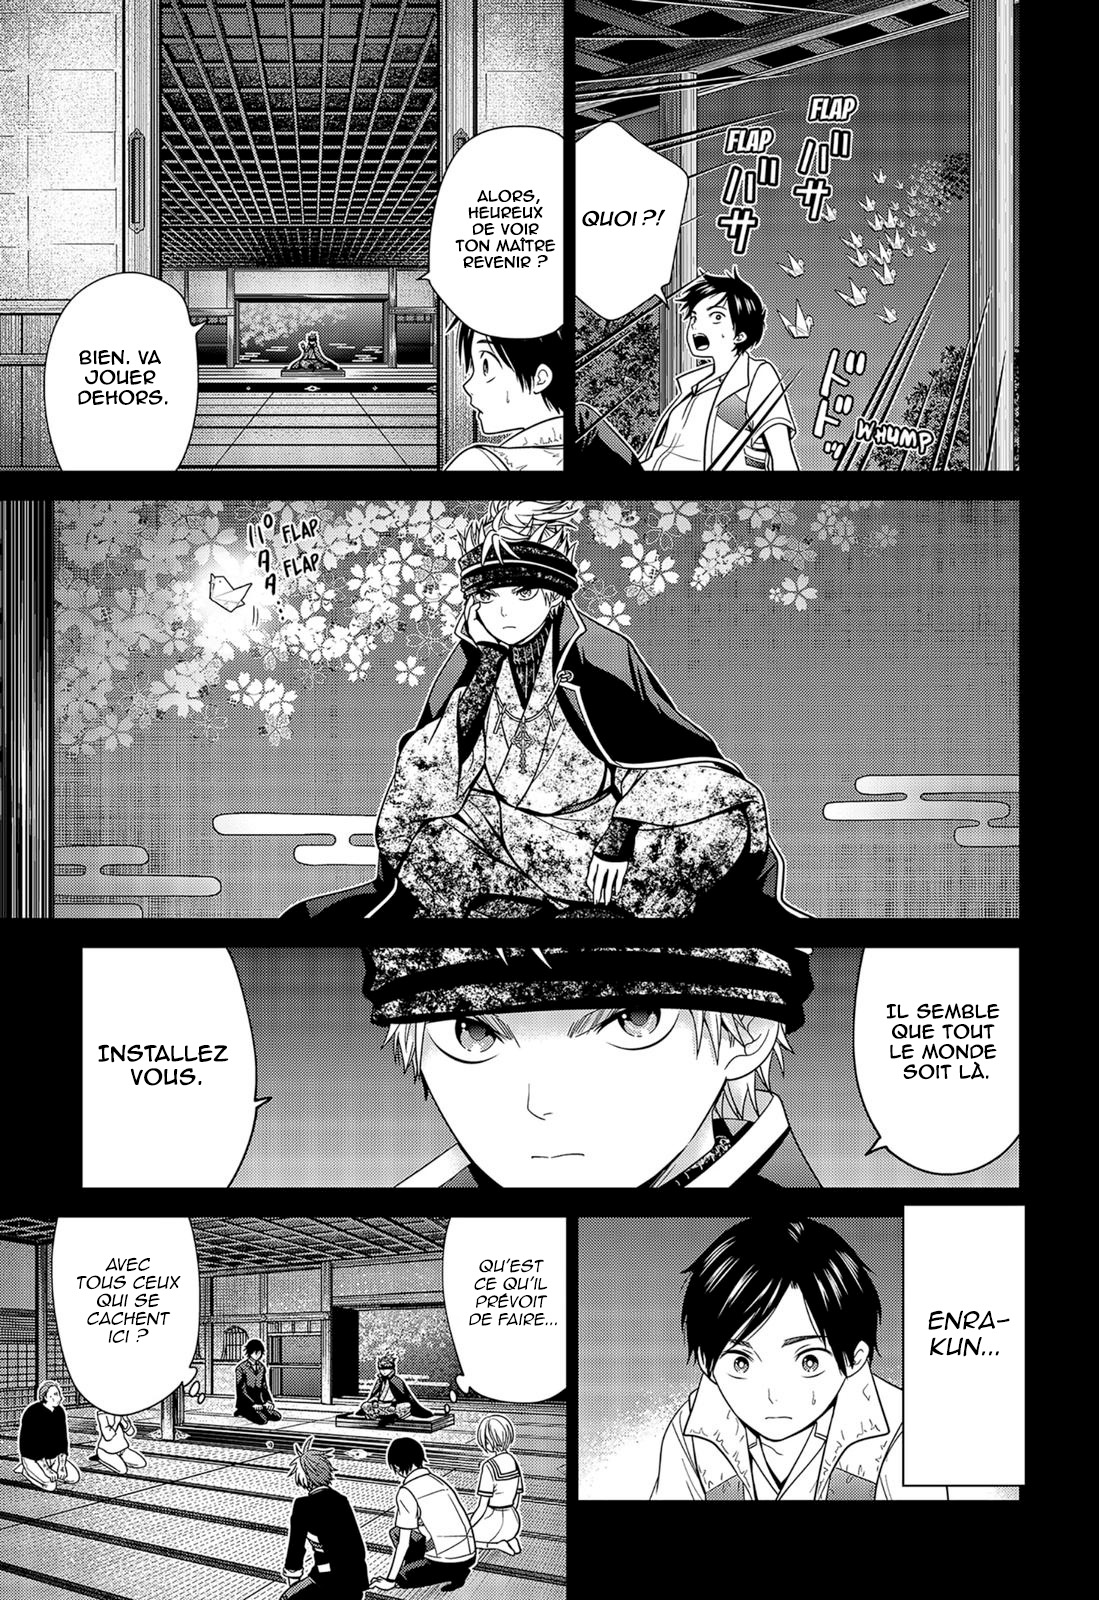 FLAP
バサ
FLAP
バサ
QUOI ?!
ドドド
WHUMP
ALORS,
HEUREUX
DE VOIR
TON MAÎTRE
REVENIR ?
BIEN. VA
JOUER
DEHORS.
FLAP
FLAP
IL SEMBLE
QUE TOUT
LE MONDE
SOIT LÀ.
INSTALLEZ
VOUS.
ENRA-
KUN...
QU'EST
CE QU'IL
PRÉVOIT
DE FAIRE...
AVEC
TOUS CEUX
QUI SE
CACHENT
ICI ?